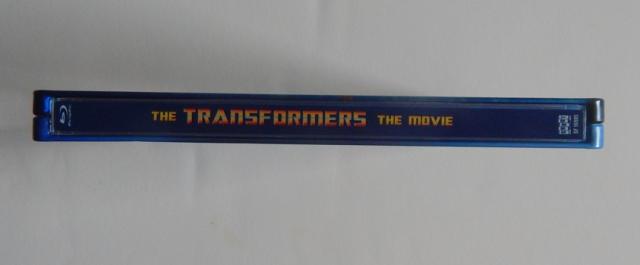 THE TRANSFORMERS THE MOVIE